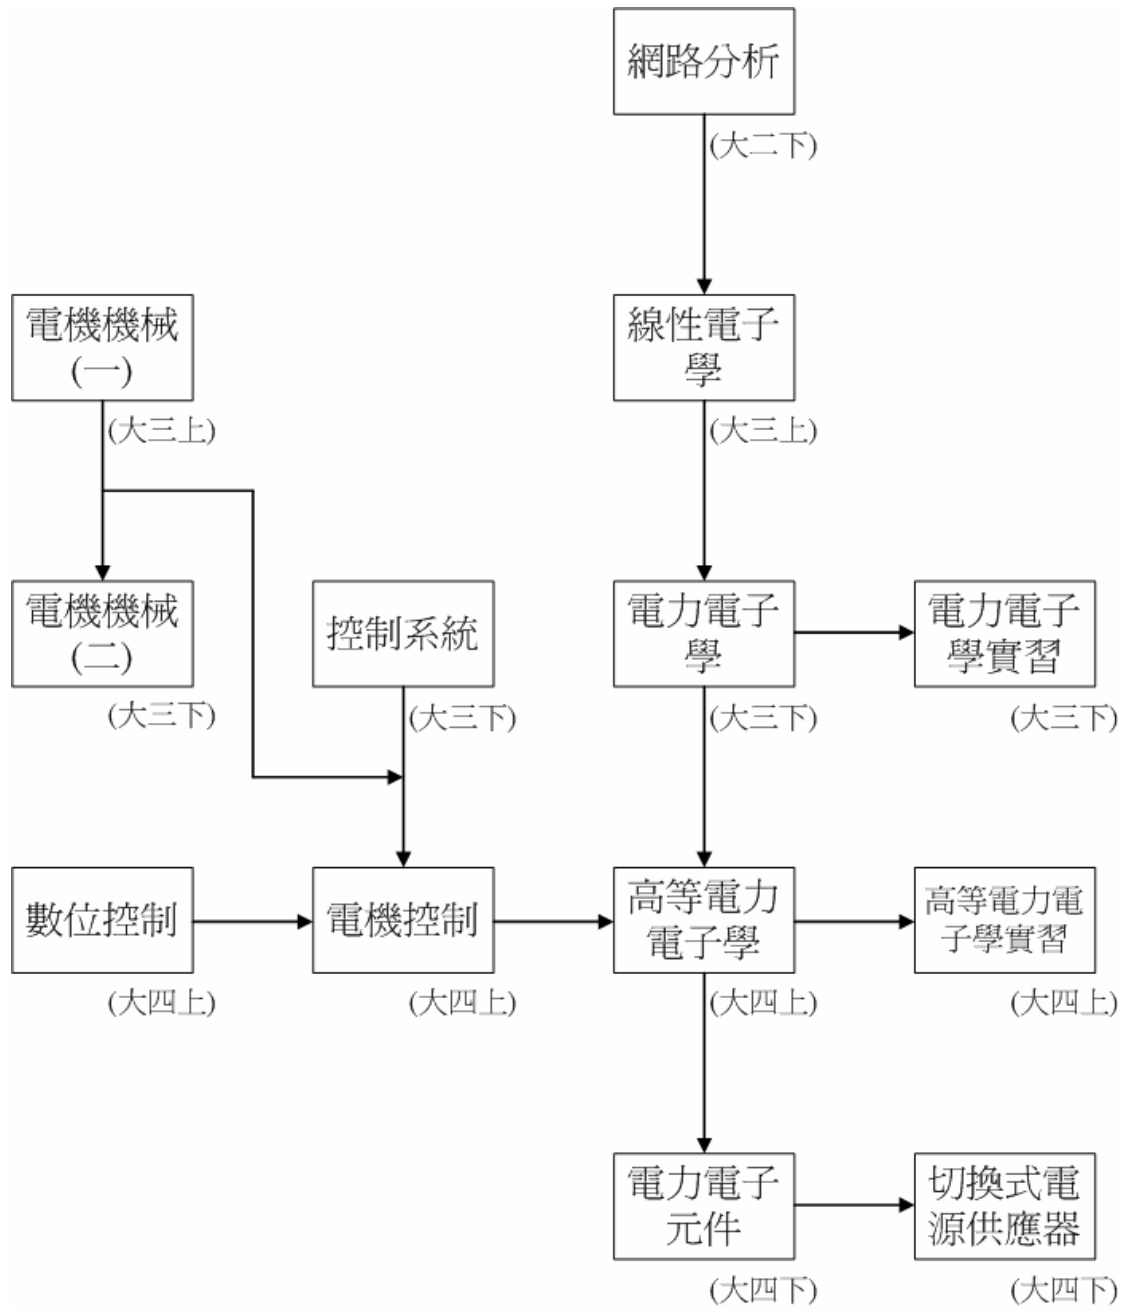 網路分析
(大二下)
電機機械
(一)
線性電子
學
(大三上)
(大三上)
電機機械
(二)
控制系統
電力電子
學
電力電子
學實習
(大三下)
(大三下)
(大三下)
(大三下)
數位控制
電機控制
高等電力
電子學
高等電力電
子學實習
(大四上)
(大四上)
(大四上)
(大四上)
電力電子
元件
切換式電
源供應器
(大四下)
(大四下)